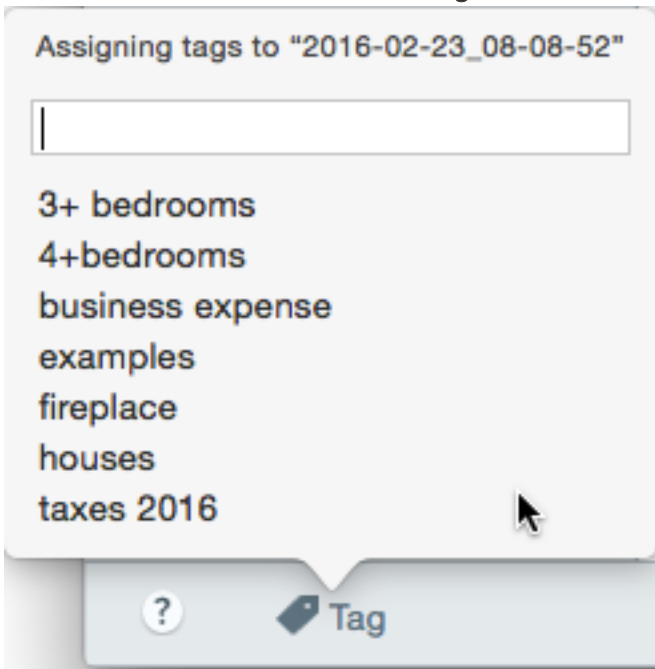 Assigning tags to “2016-02-23_08-08-52”
3+ bedrooms
4+bedrooms
business expense
examples
fireplace
houses
taxes 2016
? Tag